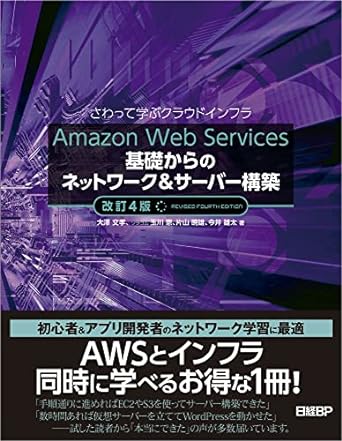 さわって学ぶクラウドインフラ
Amazon Web Services
基礎からの
ネットワーク&サーバー構築
改訂4版 REVISED FOURTH EDITION
大澤 文孝、玉川 憲、片山 暁雄、今井 雄太 著
初心者&アプリ開発者のネットワーク学習に最適
AWSとインフラ
同時に学べるお得な1冊!
「手順通りに進めればEC2やS3を使ってサーバー構築できた」
「数時間あれば仮想サーバーを立ててWordPressを動かせた」
——試した読者から「本当にできた」の声が多数届いています。
日経BP